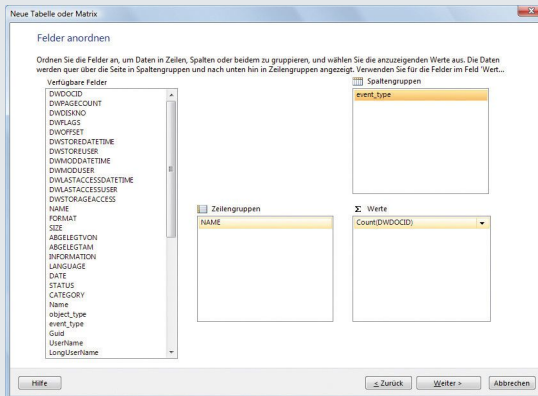 Neue Tabelle oder Matrix
Felder anordnen
Ordnen Sie die Felder an, um Daten in Zeilen, Spalten oder beidem zu gruppieren, und wählen Sie die anzuzeigenden Werte aus. Die Daten
werden quer über die Seite in Spaltengruppen und nach unten hin in Zeilengruppen angezeigt. Verwenden Sie für die Felder im Feld 'Wert...
Verfügbare Felder
DWDOCID
DWPAGECOUNT
DWDISKNO
DWFLAGS
DWOFFSET
DWSTOREDATETIME
DWSTOREUSER
DWMODDATETIME
DWMODUSER
DWLASTACCESSDATETIME
DWLASTACCESSUSER
DWSTORAGEACCESS
NAME
FORMAT
SIZE
ABGELEGTVON
ABGELEGTAM
INFORMATION
LANGUAGE
DATE
STATUS
CATEGORY
Name
object_type
event_type
Guid
UserName
LongUserName
Spaltengruppen
event_type
Zeilengruppen
NAME
Σ Werte
Count(DWDOCID)
Hilfe
< Zurück
Weiter >
Abbrechen